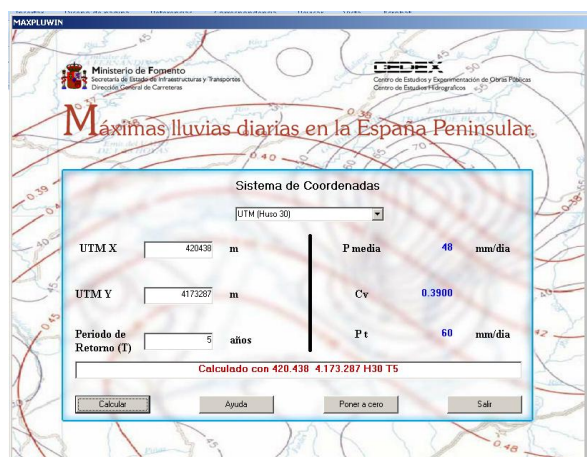 MAXPLUWIN
Ministerio de Fomento
Secretaría de Estado de Infraestructuras y Transportes
Dirección General de Carreteras
CEDEX
Centro de Estudios y Experimentación de Obras Públicas
Centro de Estudios Hidrograficos
Máximas lluvias diarias en la España Peninsular.
Sistema de Coordenadas
UTM (Huso 30)
UTM X 420438 m
P media 48 mm/dia
UTM Y 4173287 m
Cv 0.3900
Periodo de Retorno (T) 5 años
P t 60 mm/dia
Calculado con 420.438 4.173.287 H30 T5
Calcular Ayuda Poner a cero Salir